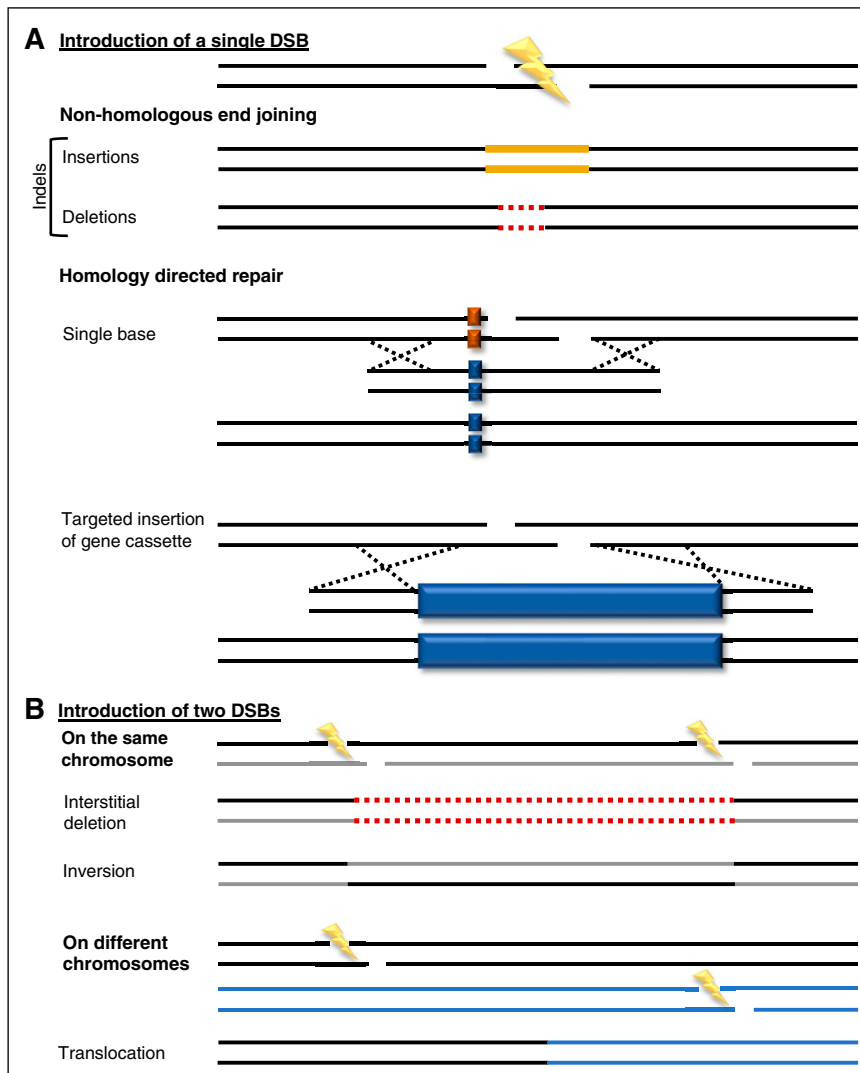 A Introduction of a single DSB
Non-homologous end joining
Indels
Insertions
Deletions
Homology directed repair
Single base
Targeted insertion
of gene cassette
B Introduction of two DSBs
On the same
chromosome
Interstitial
deletion
Inversion
On different
chromosomes
Translocation